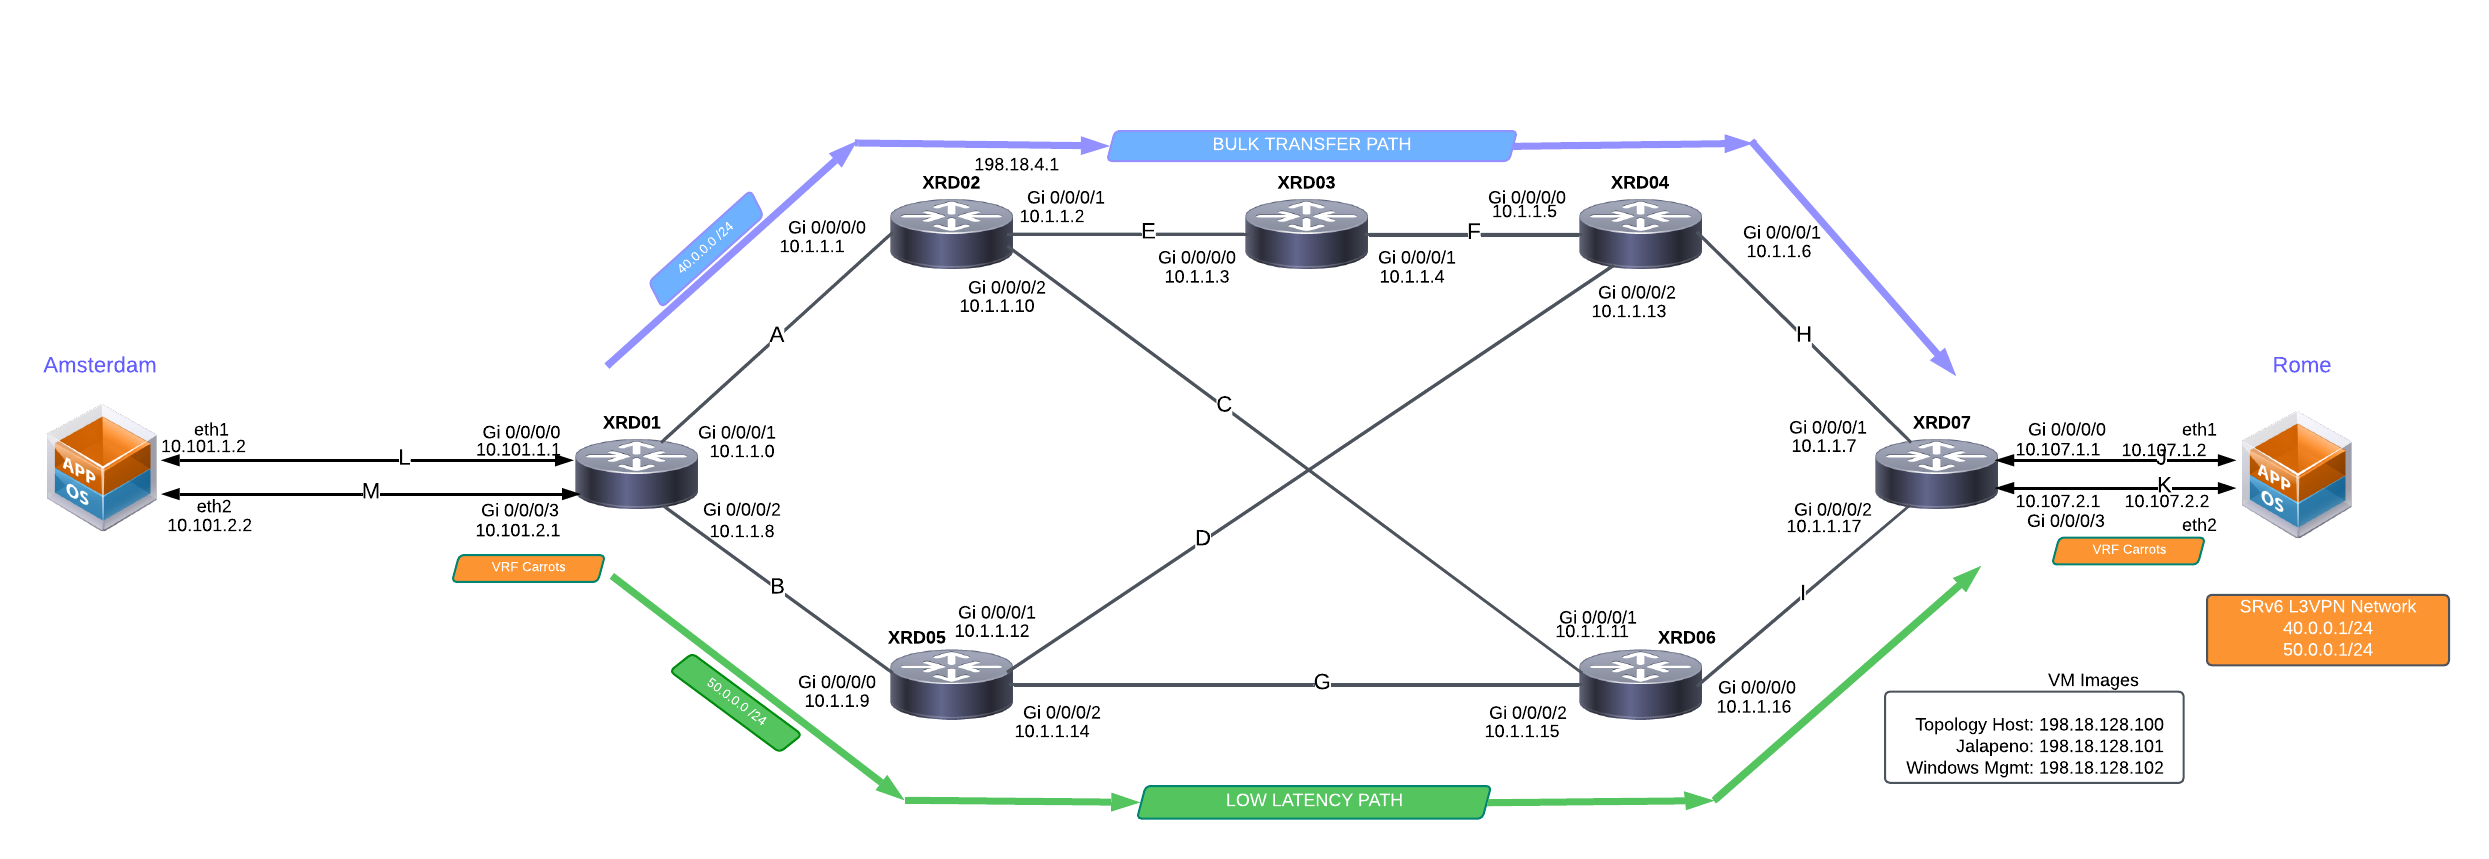 BULK TRANSFER PATH
198.18.4.1
XRD02
XRD03
XRD04
Gi 0/0/0/1
10.1.1.2
Gi 0/0/0/0
10.1.1.5
40.0.0.0 /24
Gi 0/0/0/0
10.1.1.1
E
F
Gi 0/0/0/1
10.1.1.6
Gi 0/0/0/0
10.1.1.3
Gi 0/0/0/1
10.1.1.4
Gi 0/0/0/2
10.1.1.10
Gi 0/0/0/2
10.1.1.13
A
H
Amsterdam
Rome
C
XRD01
XRD07
eth1
10.101.1.2
Gi 0/0/0/0
10.101.1.1
Gi 0/0/0/1
10.1.1.0
Gi 0/0/0/1
10.1.1.7
Gi 0/0/0/0
10.107.1.1
eth1
10.107.1.2
L
J
APP
OS
APP
OS
M
K
eth2
10.101.2.2
Gi 0/0/0/3
10.101.2.1
Gi 0/0/0/2
10.1.1.8
Gi 0/0/0/2
10.1.1.17
10.107.2.1
Gi 0/0/0/3
10.107.2.2
eth2
D
VRF Carrots
VRF Carrots
B
I
SRv6 L3VPN Network
40.0.0.1/24
50.0.0.1/24
Gi 0/0/0/1
10.1.1.12
Gi 0/0/0/1
10.1.1.11
XRD05
XRD06
50.0.0.0 /24
Gi 0/0/0/0
10.1.1.9
G
Gi 0/0/0/0
10.1.1.16
Gi 0/0/0/2
10.1.1.14
Gi 0/0/0/2
10.1.1.15
VM Images
Topology Host: 198.18.128.100
Jalapeno: 198.18.128.101
Windows Mgmt: 198.18.128.102
LOW LATENCY PATH